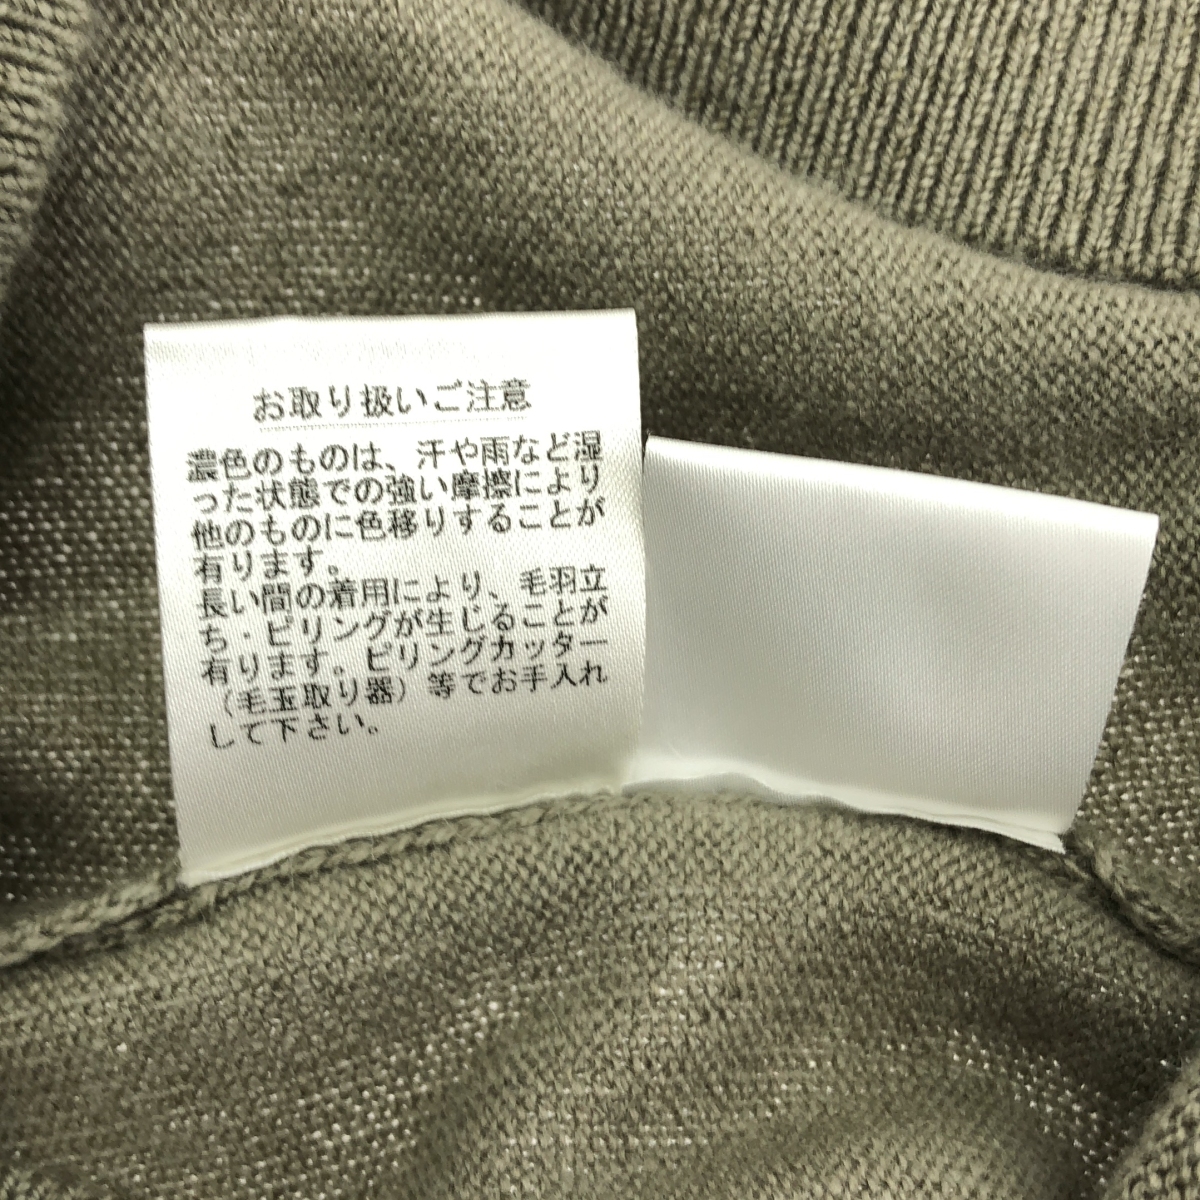 お取り扱いご注意
濃色のものは、汗や雨など湿
った状態での強い摩擦により
他のものに色移りすることが
有ります。
長い間の着用により、毛羽立
ち・ピリングが生じることが
有ります。ピリングカッター
（毛玉取り器）等でお手入れ
して下さい。